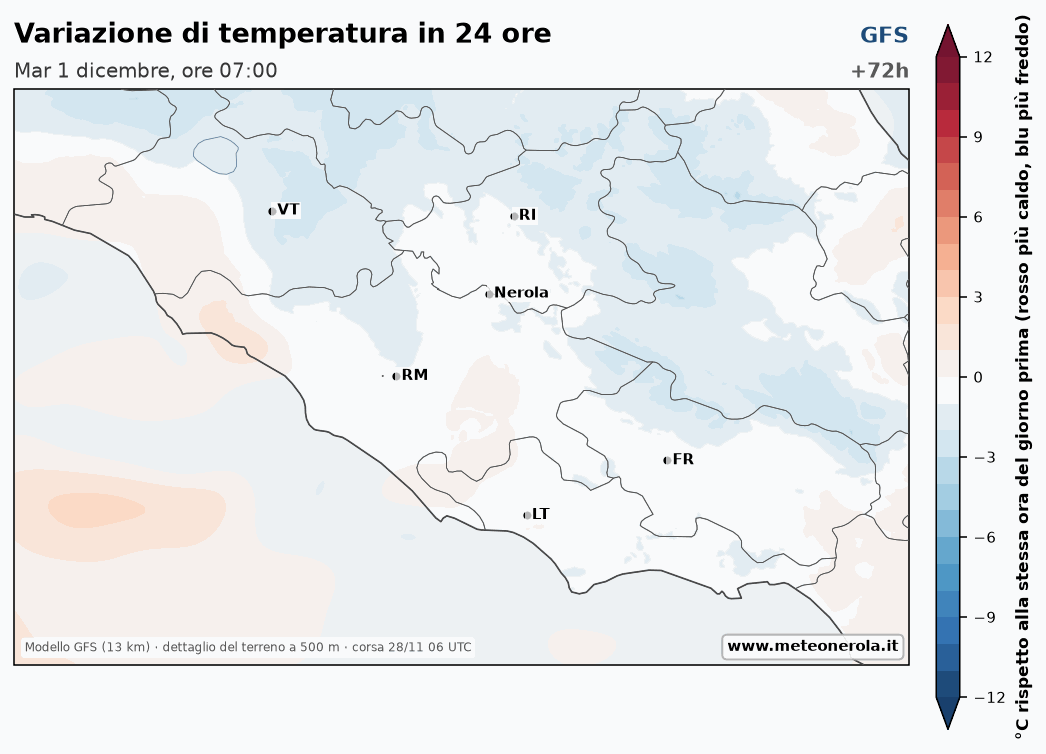 Variazione di temperatura in 24 ore
GFS
Mar 1 dicembre, ore 07:00
+72h
VT
RI
Nerola
RM
FR
LT
Modello GFS (13 km) · dettaglio del terreno a 500 m · corsa 28/11 06 UTC
www.meteonerola.it
12
9
6
3
0
−3
−6
−9
−12
°C rispetto alla stessa ora del giorno prima (rosso più caldo, blu più freddo)